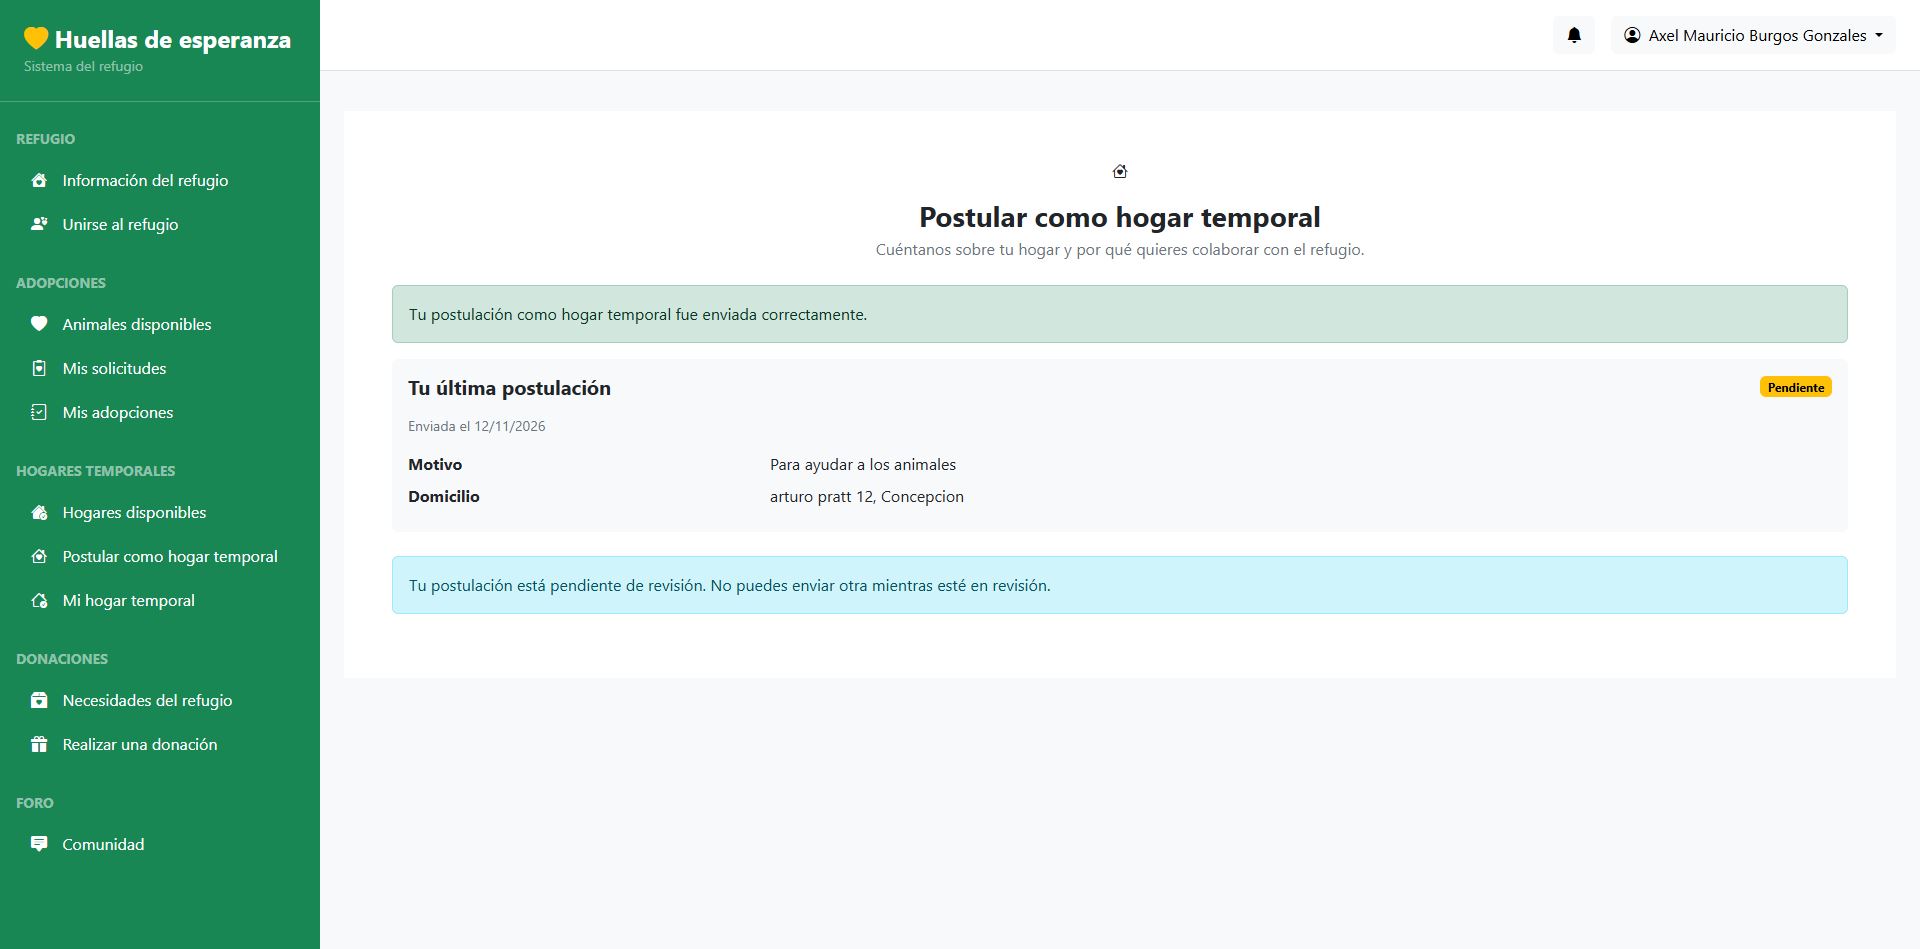 Huellas de esperanza
Sistema del refugio
REFUGIO
Información del refugio
Unirse al refugio
ADOPCIONES
Animales disponibles
Mis solicitudes
Mis adopciones
HOGARES TEMPORALES
Hogares disponibles
Postular como hogar temporal
Mi hogar temporal
DONACIONES
Necesidades del refugio
Realizar una donación
FORO
Comunidad
Axel Mauricio Burgos Gonzales
Postular como hogar temporal
Cuéntanos sobre tu hogar y por qué quieres colaborar con el refugio.
Tu postulación como hogar temporal fue enviada correctamente.
Tu última postulación
Pendiente
Enviada el 12/11/2026
Motivo Para ayudar a los animales
Domicilio arturo pratt 12, Concepcion
Tu postulación está pendiente de revisión. No puedes enviar otra mientras esté en revisión.